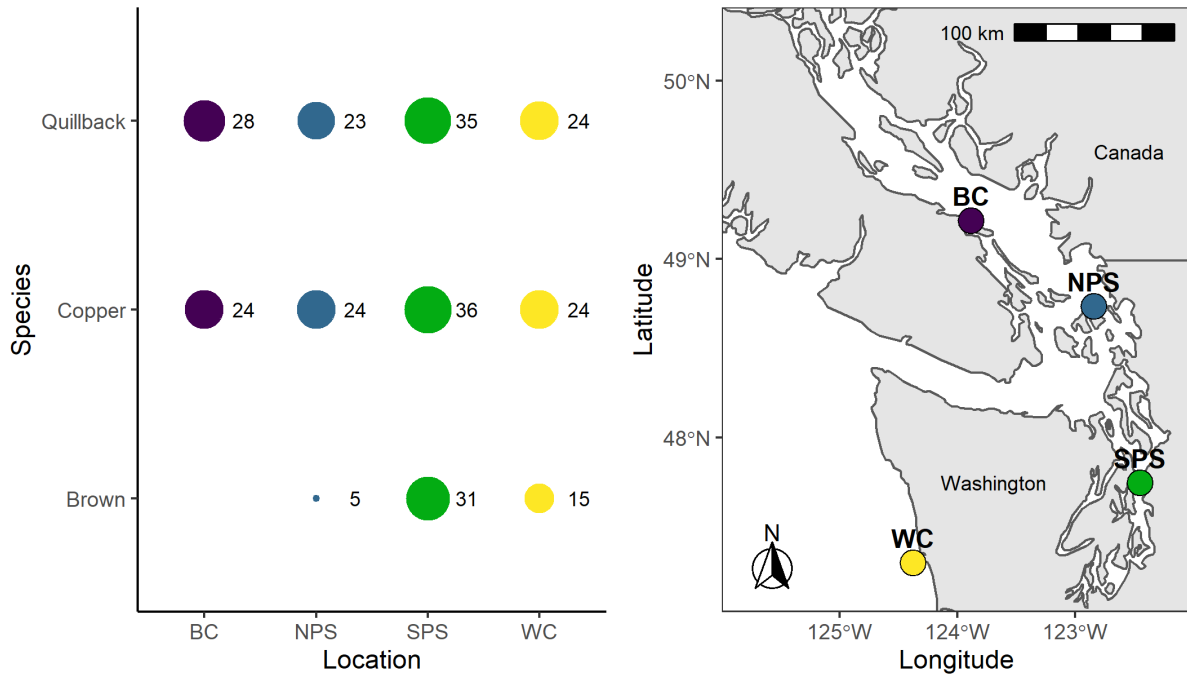 Species
Quillback
28
23
35
24
Copper
24
24
36
24
Brown
5
31
15
BC
NPS
SPS
WC
Location
Latitude
50°N
49°N
48°N
100 km
Canada
BC
NPS
SPS
Washington
WC
N
125°W
124°W
123°W
Longitude